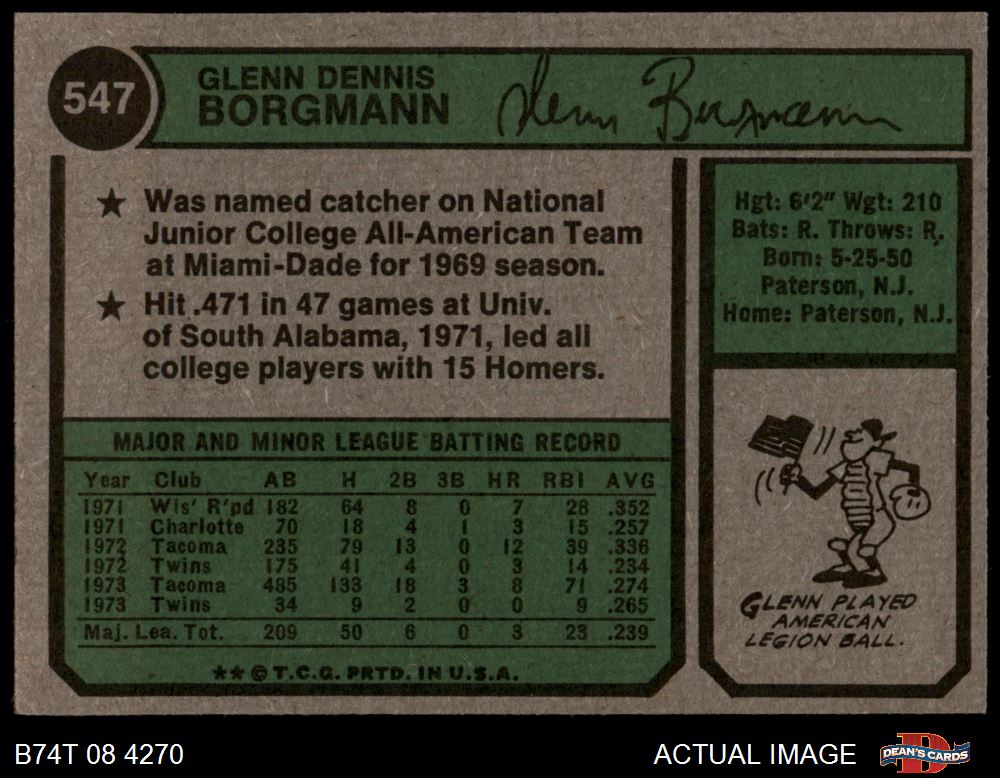 547
GLENN DENNIS
BORGMANN
Glenn Borgmann
★ Was named catcher on National
Junior College All-American Team
at Miami-Dade for 1969 season.
★ Hit .471 in 47 games at Univ.
of South Alabama, 1971, led all
college players with 15 Homers.
Hgt: 6'2" Wgt: 210
Bats: R. Throws: R.
Born: 5-25-50
Paterson, N.J.
Home: Paterson, N.J.
MAJOR AND MINOR LEAGUE BATTING RECORD
Year Club AB H 2B 3B HR RBI AVG
1971 Wis' R'pd 182 64 8 0 7 28 .352
1971 Charlotte 70 18 4 1 3 15 .257
1972 Tacoma 235 79 13 0 12 39 .336
1972 Twins 175 41 4 0 3 14 .234
1973 Tacoma 485 133 18 3 8 71 .274
1973 Twins 34 9 2 0 0 9 .265
Maj. Lea. Tot. 209 50 6 0 3 23 .239
** © T.C.G. PRTD. IN U.S.A.
GLENN PLAYED
AMERICAN
LEGION BALL.
B74T 08 4270
ACTUAL IMAGE
D
DEAN'S CARDS